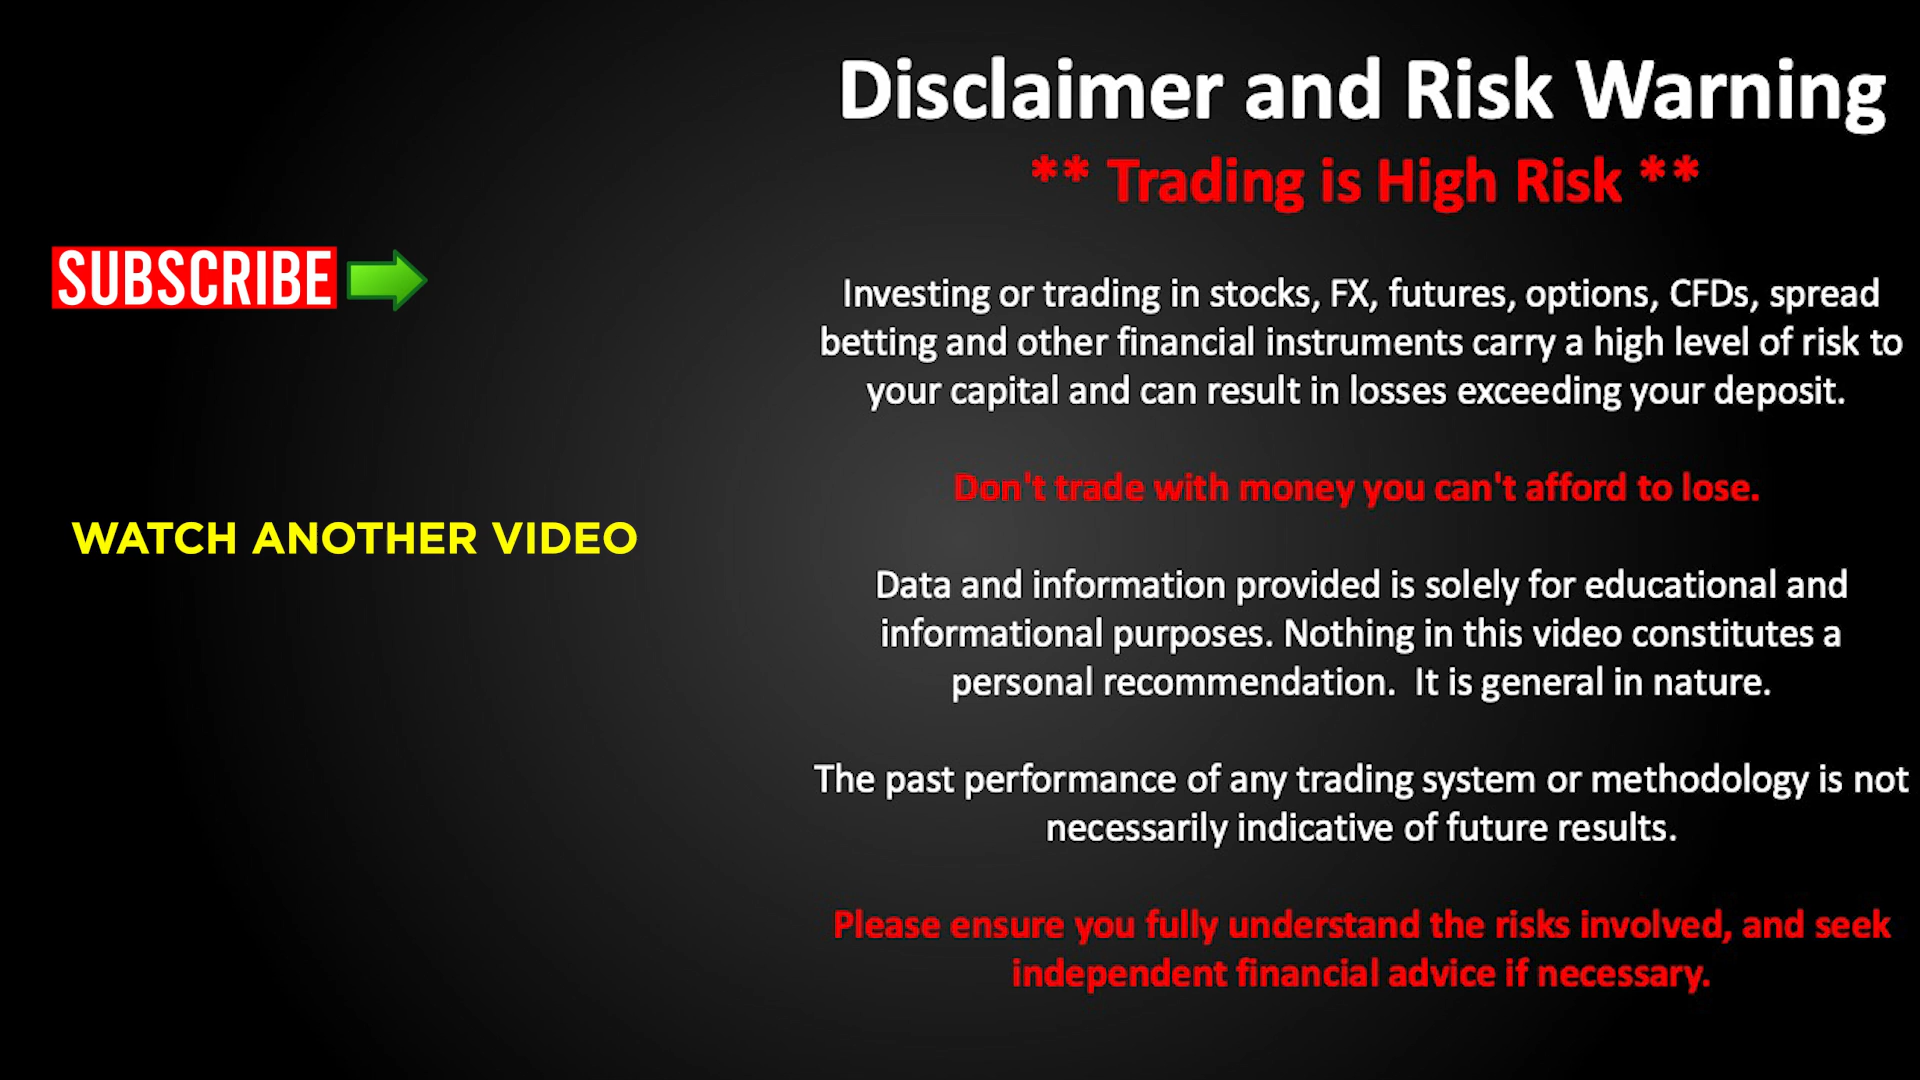 Disclaimer and Risk Warning
** Trading is High Risk **
SUBSCRIBE
Investing or trading in stocks, FX, futures, options, CFDs, spread
betting and other financial instruments carry a high level of risk to
your capital and can result in losses exceeding your deposit.
Don't trade with money you can't afford to lose.
WATCH ANOTHER VIDEO
Data and information provided is solely for educational and
informational purposes. Nothing in this video constitutes a
personal recommendation.  It is general in nature.
The past performance of any trading system or methodology is not
necessarily indicative of future results.
Please ensure you fully understand the risks involved, and seek
independent financial advice if necessary.